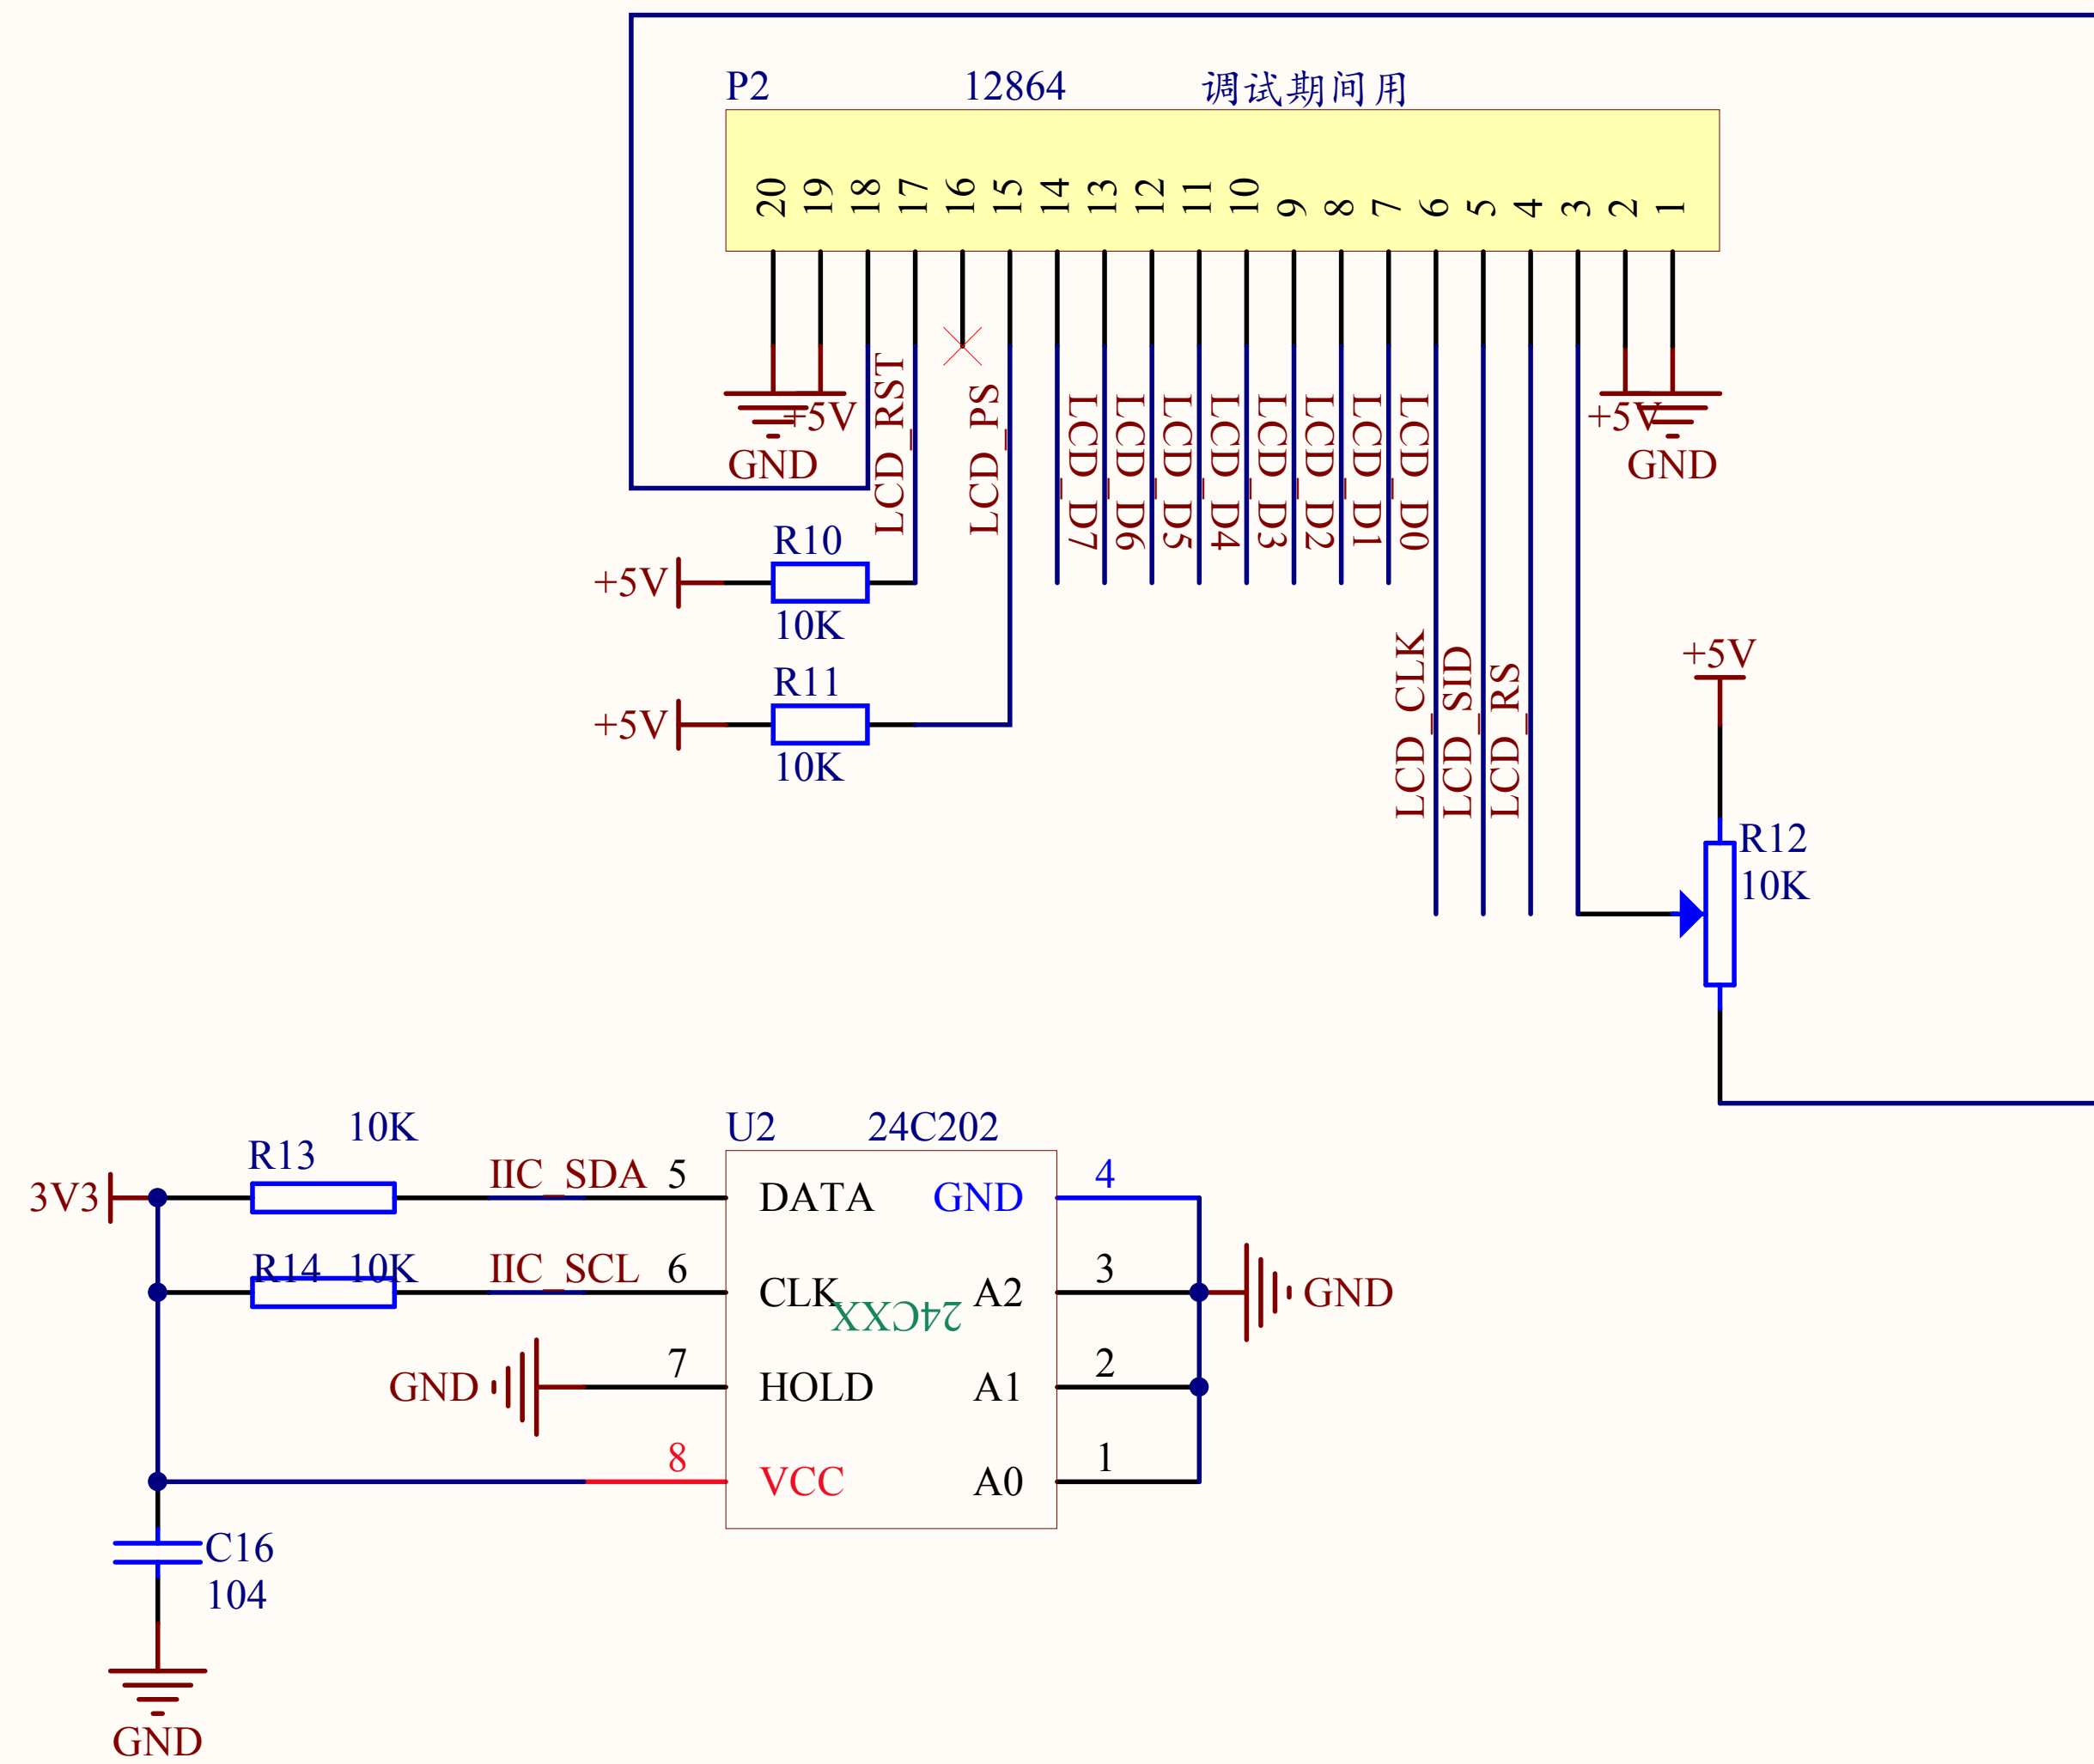 P2 12864 调试期间用
20 19 18 17 16 15 14 13 12 11 10 9 8 7 6 5 4 3 2 1
+5V
GND
LCD_RST
LCD_PS
LCD_D7
LCD_D6
LCD_D5
LCD_D4
LCD_D3
LCD_D2
LCD_D1
LCD_D0
+5V
GND
R10
+5V
10K
R11
+5V
10K
LCD_CLK
LCD_SID
LCD_RS
+5V
R12
10K
10K
R13
3V3
IIC_SDA
R14 10K
IIC_SCL
GND
U2 24C202
5 DATA GND 4
6 CLK A2 3
24CXX
GND
7 HOLD A1 2
8 VCC A0 1
C16
104
GND